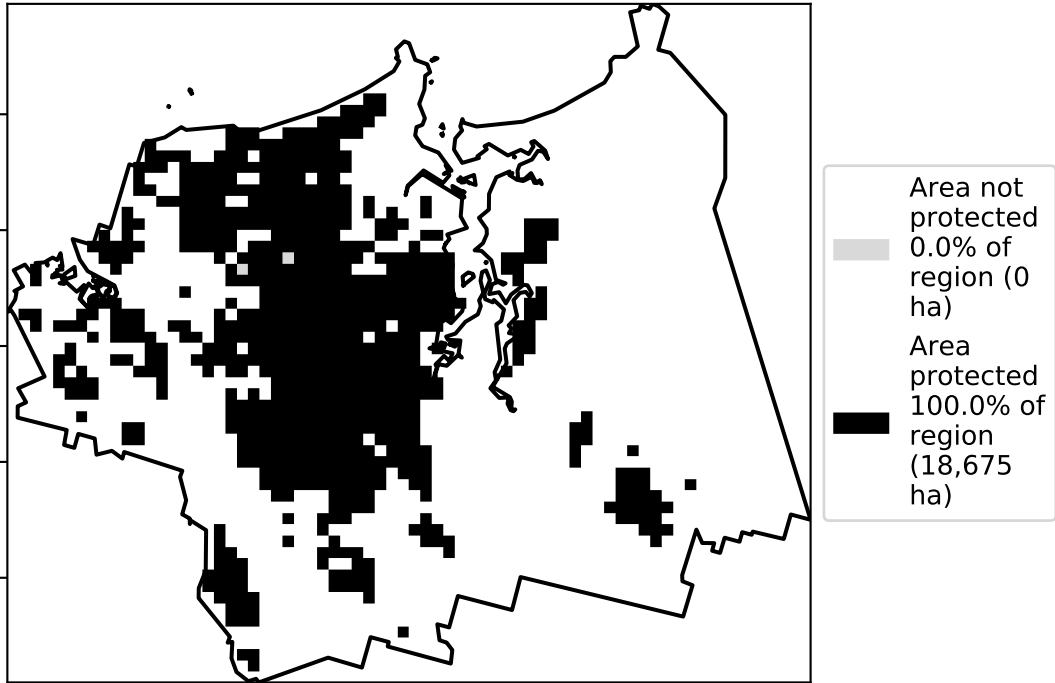 Area not
protected
0.0% of
region (0
ha)
Area
protected
100.0% of
region
(18,675
ha)